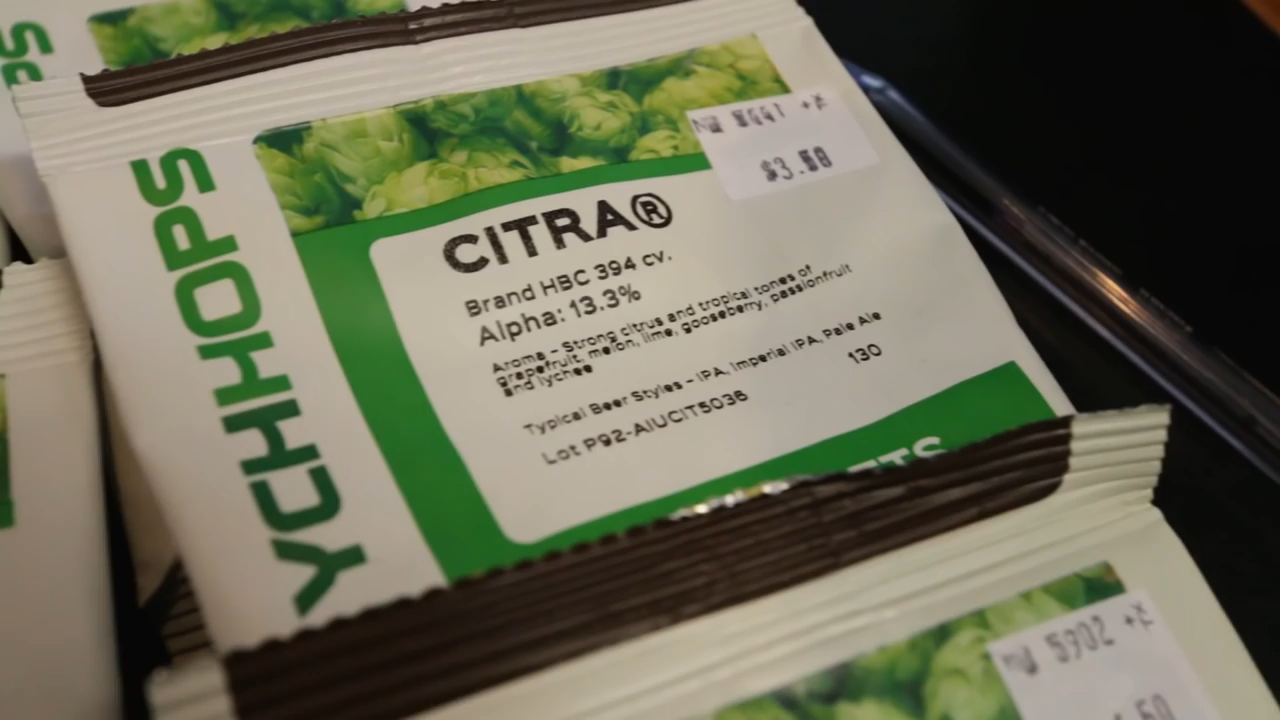 YCHHOPS
$3.50
CITRA®
Brand HBC 394 cv.
Alpha: 13.3%
Aroma - Strong citrus and tropical tones of
grapefruit, melon, lime, gooseberry, passionfruit
and lychee
Typical Beer Styles - IPA, Imperial IPA, Pale Ale
130
Lot P92-AIUCIT5036
5902